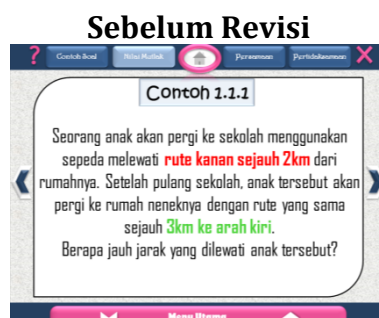 Sebelum Revisi
? Contoh Soal Nilai Mutlak Persamaan Pertidaksamaan X
Contoh 1.1.1
Seorang anak akan pergi ke sekolah menggunakan
sepeda melewati rute kanan sejauh 2km dari
rumahnya. Setelah pulang sekolah, anak tersebut akan
pergi ke rumah neneknya dengan rute yang sama
sejauh 3km ke arah kiri.
Berapa jauh jarak yang dilewati anak tersebut?
Menu Utama